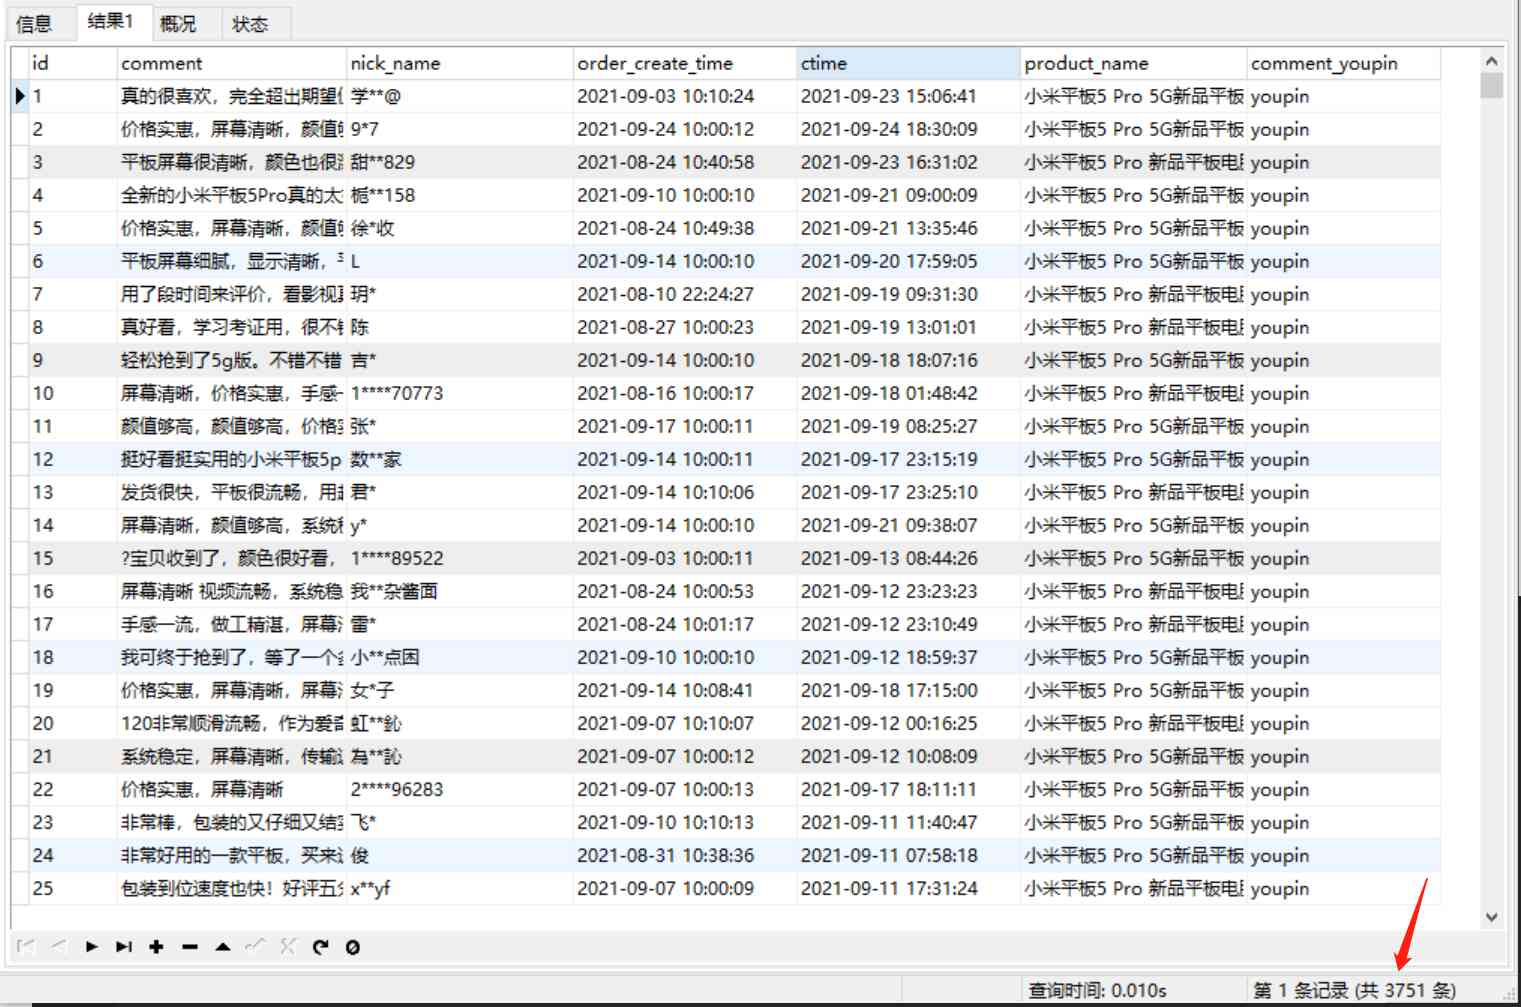 信息 结果1 概况 状态
id comment nick_name order_create_time ctime product_name comment_youpin
1 真的很喜欢，完全超出期望 学**@ 2021-09-03 10:10:24 2021-09-23 15:06:41 小米平板5 Pro 5G新品平板 youpin
2 价格实惠，屏幕清晰，颜值 9*7 2021-09-24 10:00:12 2021-09-24 18:30:09 小米平板5 Pro 5G新品平板 youpin
3 平板屏幕很清晰，颜色也很 甜**829 2021-08-24 10:40:58 2021-09-23 16:31:02 小米平板5 Pro 新品平板电 youpin
4 全新的小米平板5Pro真的太 栀**158 2021-09-10 10:00:10 2021-09-21 09:00:09 小米平板5 Pro 5G新品平板 youpin
5 价格实惠，屏幕清晰，颜值 徐*收 2021-08-24 10:49:38 2021-09-21 13:35:46 小米平板5 Pro 5G新品平板 youpin
6 平板屏幕细腻，显示清晰， L 2021-09-14 10:00:10 2021-09-20 17:59:05 小米平板5 Pro 5G新品平板 youpin
7 用了段时间来评价，看影视 玥* 2021-08-10 22:24:27 2021-09-19 09:31:30 小米平板5 Pro 新品平板电 youpin
8 真好看，学习考证用，很不 陈 2021-08-27 10:00:23 2021-09-19 13:01:01 小米平板5 Pro 新品平板电 youpin
9 轻松抢到了5g版。不错不错 吉* 2021-09-14 10:00:10 2021-09-18 18:07:16 小米平板5 Pro 5G新品平板 youpin
10 屏幕清晰，价格实惠，手感 1****70773 2021-08-16 10:00:17 2021-09-18 01:48:42 小米平板5 Pro 新品平板电 youpin
11 颜值够高，颜值够高，价格 张* 2021-09-17 10:00:11 2021-09-19 08:25:27 小米平板5 Pro 5G新品平板 youpin
12 挺好看挺实用的小米平板5p 数**家 2021-09-14 10:00:11 2021-09-17 23:15:19 小米平板5 Pro 5G新品平板 youpin
13 发货很快，平板很流畅，用 君* 2021-09-14 10:10:06 2021-09-17 23:25:10 小米平板5 Pro 新品平板电 youpin
14 屏幕清晰，颜值够高，系统 y* 2021-09-14 10:00:10 2021-09-21 09:38:07 小米平板5 Pro 5G新品平板 youpin
15 ?宝贝收到了，颜色很好看， 1****89522 2021-09-03 10:00:11 2021-09-13 08:44:26 小米平板5 Pro 5G新品平板 youpin
16 屏幕清晰 视频流畅，系统稳 我**杂酱面 2021-08-24 10:00:53 2021-09-12 23:23:23 小米平板5 Pro 新品平板电 youpin
17 手感一流，做工精湛，屏幕 雷* 2021-08-24 10:01:17 2021-09-12 23:10:49 小米平板5 Pro 新品平板电 youpin
18 我可终于抢到了，等了一个 小**点困 2021-09-10 10:00:10 2021-09-12 18:59:37 小米平板5 Pro 5G新品平板 youpin
19 价格实惠，屏幕清晰，屏幕 女*子 2021-09-14 10:08:41 2021-09-18 17:15:00 小米平板5 Pro 5G新品平板 youpin
20 120非常顺滑流畅，作为爱 虹** 2021-09-07 10:10:07 2021-09-12 00:16:25 小米平板5 Pro 新品平板电 youpin
21 系统稳定，屏幕清晰，传输 為** 2021-09-07 10:00:12 2021-09-12 10:08:09 小米平板5 Pro 5G新品平板 youpin
22 价格实惠，屏幕清晰 2****96283 2021-09-07 10:00:13 2021-09-17 18:11:11 小米平板5 Pro 5G新品平板 youpin
23 非常棒，包装的又仔细又结 飞* 2021-09-10 10:10:13 2021-09-11 11:40:47 小米平板5 Pro 5G新品平板 youpin
24 非常好用的一款平板，买来 俊 2021-08-31 10:38:36 2021-09-11 07:58:18 小米平板5 Pro 5G新品平板 youpin
25 包装到位速度也快！好评五 x**yf 2021-09-07 10:00:09 2021-09-11 17:31:24 小米平板5 Pro 新品平板电 youpin
查询时间: 0.010s 第 1 条记录 (共 3751 条)